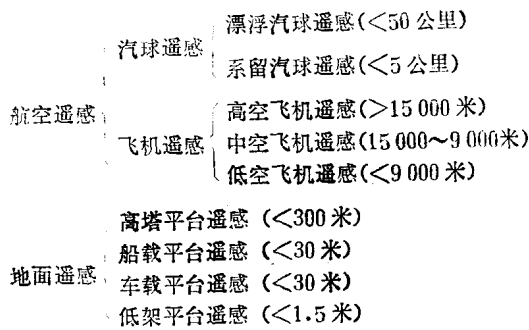 漂浮汽球遥感(<50公里)
汽球遥感
系留汽球遥感(<5公里)
航空遥感
高空飞机遥感(>15 000米)
飞机遥感
中空飞机遥感(15 000～9 000米)
低空飞机遥感(<9 000米)
高塔平台遥感(<300米)
船载平台遥感(<30米)
地面遥感
车载平台遥感(<30米)
低架平台遥感(<1.5米)